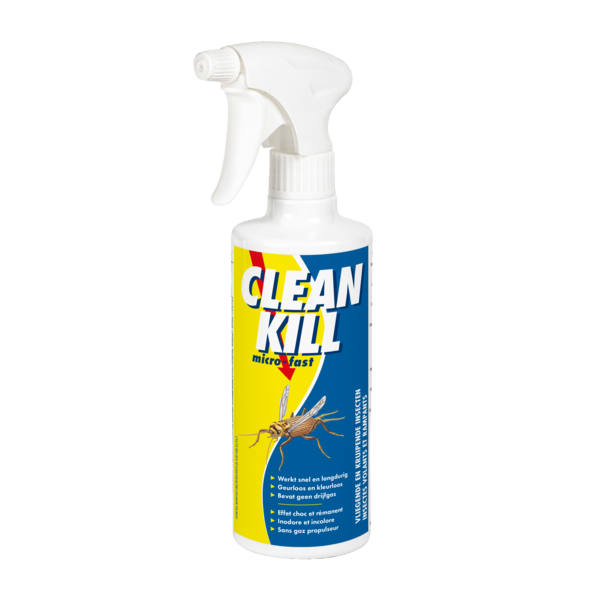 CLEAN
KILL
micro-fast
Werkt snel en langdurig
Geurloos en kleurloos
Bevat geen drijfgas
Effet choc et rémanent
Inodore et incolore
Sans gaz propulseur
VLIEGENDE EN KRUIPENDE INSECTEN
INSECTES VOLANTS ET RAMPANTS